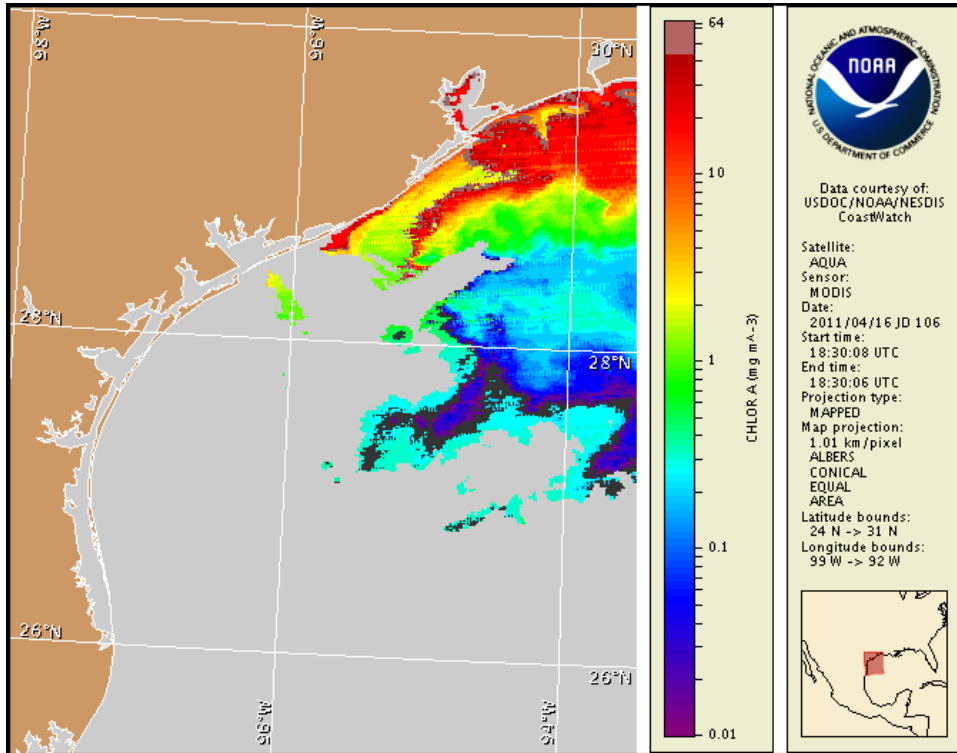 98°W
96°W
30°N
28°N
28°N
26°N
26°N
96°W
94°W
64
10
1
0.1
0.01
CHLOR A (mg m^-3)
NATIONAL OCEANIC AND ATMOSPHERIC ADMINISTRATION
NOAA
U.S. DEPARTMENT OF COMMERCE
Data courtesy of:
USDOC/NOAA/NESDIS
CoastWatch
Satellite:
AQUA
Sensor:
MODIS
Date:
2011/04/16 JD 106
Start time:
18:30:08 UTC
End time:
18:30:06 UTC
Projection type:
MAPPED
Map projection:
1.01 km/pixel
ALBERS
CONICAL
EQUAL
AREA
Latitude bounds:
24 N -> 31 N
Longitude bounds:
99 W -> 92 W